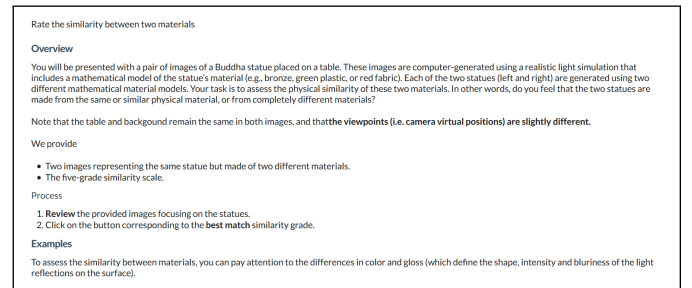 Rate the similarity between two materials
Overview
You will be presented with a pair of images of a Buddha statue placed on a table. These images are computer-generated using a realistic light simulation that
includes a mathematical model of the statue's material (e.g., bronze, green plastic, or red fabric). Each of the two statues (left and right) are generated using two
different mathematical material models. Your task is to assess the physical similarity of these two materials. In other words, do you feel that the two statues are
made from the same or similar physical material, or from completely different materials?
Note that the table and backgound remain the same in both images, and thatthe viewpoints (i.e. camera virtual positions) are slightly different.
We provide
• Two images representing the same statue but made of two different materials.
• The five-grade similarity scale.
Process
1. Review the provided images focusing on the statues.
2. Click on the button corresponding to the best match similarity grade.
Examples
To assess the similarity between materials, you can pay attention to the differences in color and gloss (which define the shape, intensity and bluriness of the light
reflections on the surface).